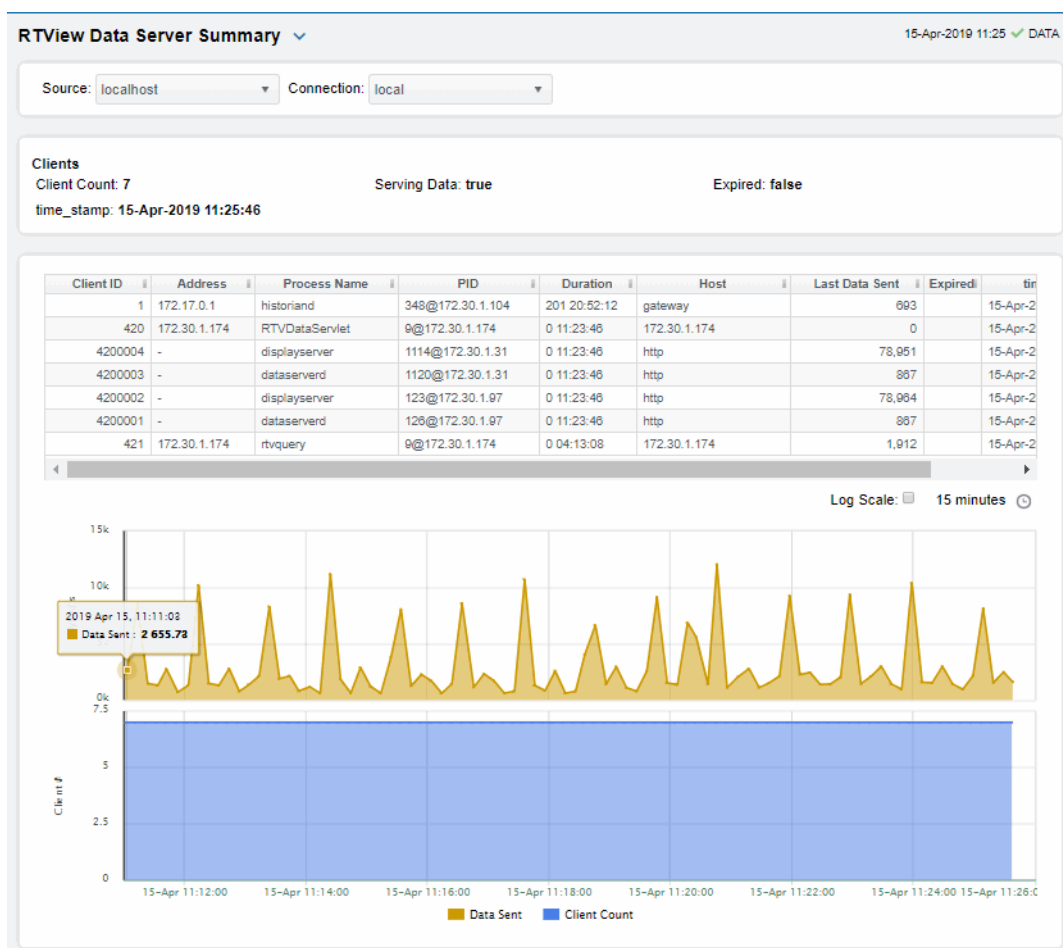 RTView Data Server Summary 15-Apr-2019 11:25 DATA
Source: localhost Connection: local
Clients
Client Count: 7 Serving Data: true Expired: false
time_stamp: 15-Apr-2019 11:25:46
Client ID Address Process Name PID Duration Host Last Data Sent Expired tin
1 172.17.0.1 historiand 348@172.30.1.104 201 20:52:12 gateway 693 15-Apr-2
420 172.30.1.174 RTVDataServlet 9@172.30.1.174 0 11:23:46 172.30.1.174 0 15-Apr-2
4200004 - displayserver 1114@172.30.1.31 0 11:23:46 http 78,951 15-Apr-2
4200003 - dataserverd 1120@172.30.1.31 0 11:23:46 http 867 15-Apr-2
4200002 - displayserver 123@172.30.1.97 0 11:23:46 http 78,964 15-Apr-2
4200001 - dataserverd 126@172.30.1.97 0 11:23:46 http 867 15-Apr-2
421 172.30.1.174 rtvquery 9@172.30.1.174 0 04:13:08 172.30.1.174 1,912 15-Apr-2
Log Scale: 15 minutes
15k
10k
2019 Apr 15, 11:11:03
Data Sent : 2 655.73
0k
7.5
5
Client #
2.5
0
15-Apr 11:12:00 15-Apr 11:14:00 15-Apr 11:16:00 15-Apr 11:18:00 15-Apr 11:20:00 15-Apr 11:22:00 15-Apr 11:24:00 15-Apr 11:26:0
Data Sent Client Count